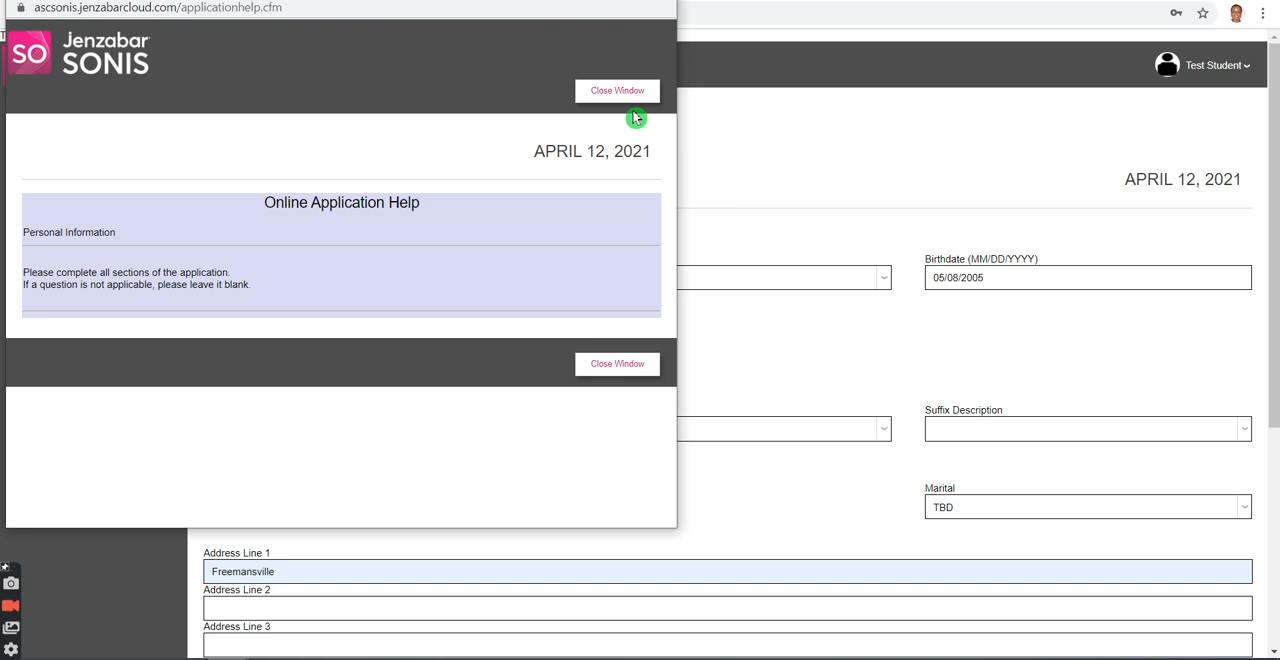 ascsonis.jenzabarcloud.com/applicationhelp.cfm
SO Jenzabar
SONIS
Close Window
APRIL 12, 2021
Online Application Help
Personal Information
Please complete all sections of the application.
If a question is not applicable, please leave it blank.
Close Window
Test Student
APRIL 12, 2021
Birthdate (MM/DD/YYYY)
05/08/2005
Suffix Description
Marital
TBD
Address Line 1
Freemansville
Address Line 2
Address Line 3